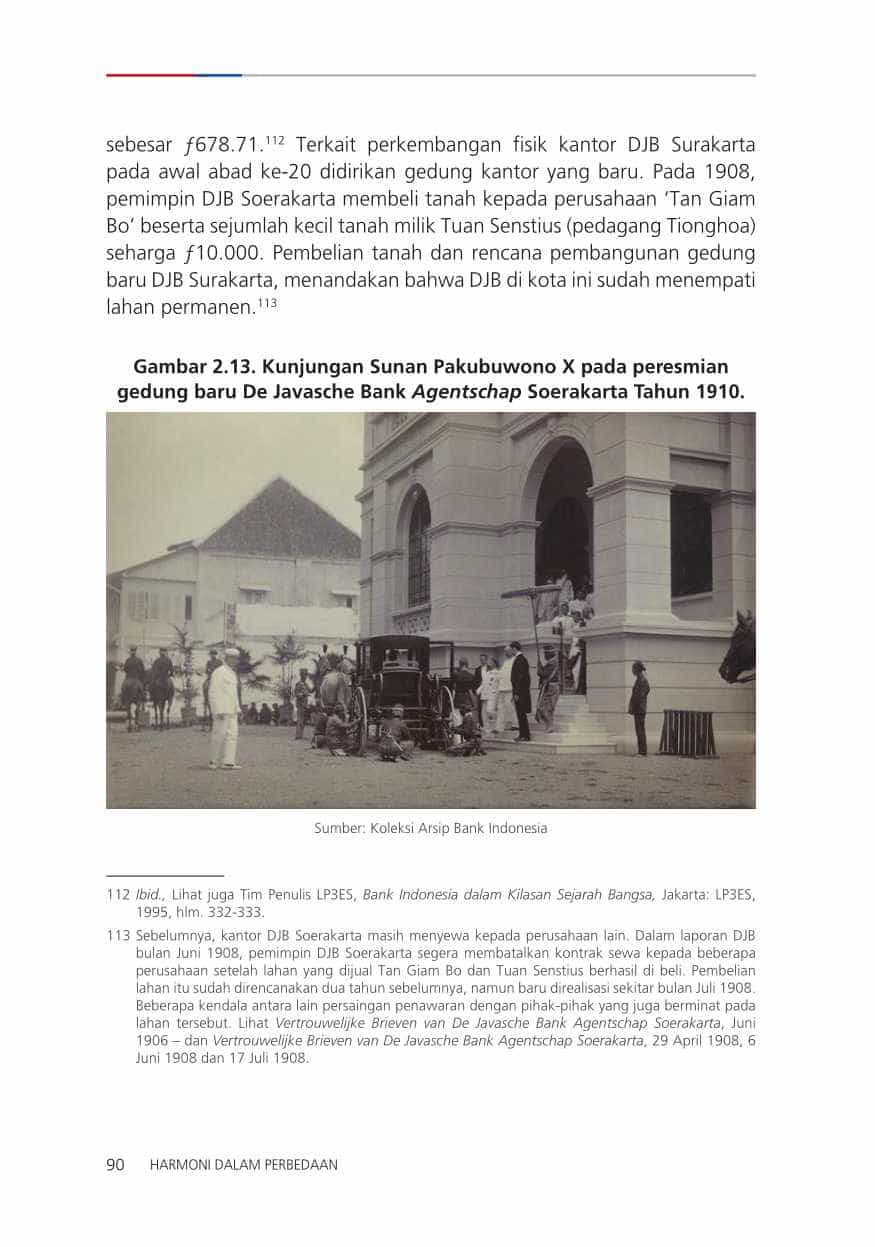 sebesar ƒ678.71.112 Terkait perkembangan fisik kantor DJB Surakarta
pada awal abad ke-20 didirikan gedung kantor yang baru. Pada 1908,
pemimpin DJB Soerakarta membeli tanah kepada perusahaan ‘Tan Giam
Bo’ beserta sejumlah kecil tanah milik Tuan Senstius (pedagang Tionghoa)
seharga ƒ10.000. Pembelian tanah dan rencana pembangunan gedung
baru DJB Surakarta, menandakan bahwa DJB di kota ini sudah menempati
lahan permanen.113
Gambar 2.13. Kunjungan Sunan Pakubuwono X pada peresmian
gedung baru De Javasche Bank Agentschap Soerakarta Tahun 1910.
Sumber: Koleksi Arsip Bank Indonesia
112 Ibid., Lihat juga Tim Penulis LP3ES, Bank Indonesia dalam Kilasan Sejarah Bangsa, Jakarta: LP3ES,
1995, hlm. 332-333.
113 Sebelumnya, kantor DJB Soerakarta masih menyewa kepada perusahaan lain. Dalam laporan DJB
bulan Juni 1908, pemimpin DJB Soerakarta segera membatalkan kontrak sewa kepada beberapa
perusahaan setelah lahan yang dijual Tan Giam Bo dan Tuan Senstius berhasil di beli. Pembelian
lahan itu sudah direncanakan dua tahun sebelumnya, namun baru direalisasi sekitar bulan Juli 1908.
Beberapa kendala antara lain persaingan penawaran dengan pihak-pihak yang juga berminat pada
lahan tersebut. Lihat Vertrouwelijke Brieven van De Javasche Bank Agentschap Soerakarta, Juni
1906 – dan Vertrouwelijke Brieven van De Javasche Bank Agentschap Soerakarta, 29 April 1908, 6
Juni 1908 dan 17 Juli 1908.
90 HARMONI DALAM PERBEDAAN